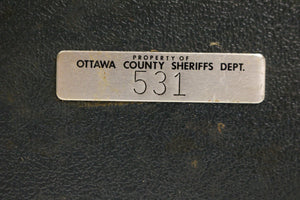 PROPERTY OF
OTTAWA COUNTY SHERIFFS DEPT.
531